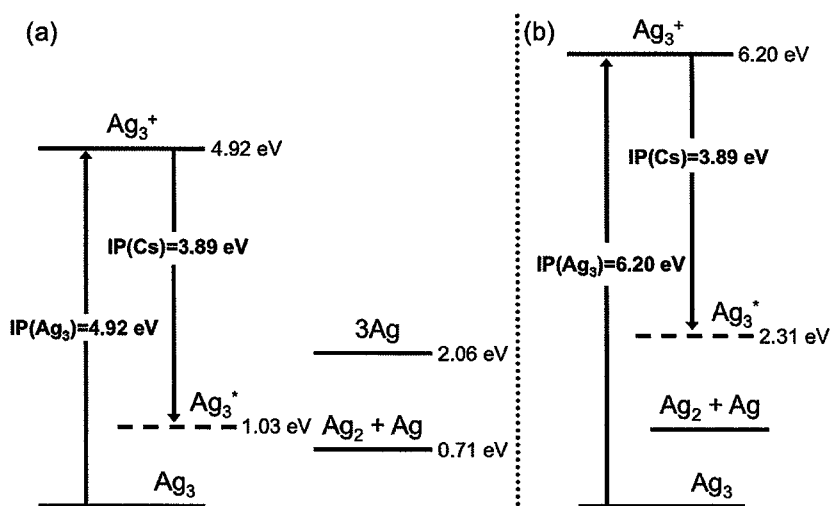 (a)
Ag₃⁺
4.92 eV
IP(Cs)=3.89 eV
IP(Ag₃)=4.92 eV
3Ag
2.06 eV
Ag₃*
1.03 eV
Ag₂ + Ag
0.71 eV
Ag₃
(b)
Ag₃⁺
6.20 eV
IP(Cs)=3.89 eV
IP(Ag₃)=6.20 eV
Ag₃*
2.31 eV
Ag₂ + Ag
Ag₃